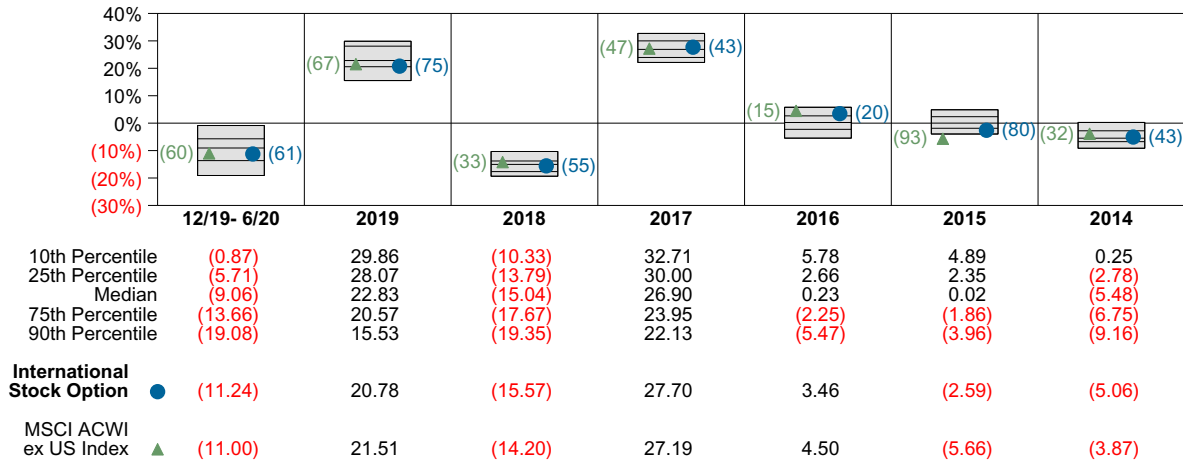 40%
30%
20%
10%
0%
(10%)
(20%)
(30%)
(60) (61)
(67) (75)
(33) (55)
(47) (43)
(15) (20)
(93) (80)
(32) (43)
12/19- 6/20 2019 2018 2017 2016 2015 2014
10th Percentile (0.87) 29.86 (10.33) 32.71 5.78 4.89 0.25
25th Percentile (5.71) 28.07 (13.79) 30.00 2.66 2.35 (2.78)
Median (9.06) 22.83 (15.04) 26.90 0.23 0.02 (5.48)
75th Percentile (13.66) 20.57 (17.67) 23.95 (2.25) (1.86) (6.75)
90th Percentile (19.08) 15.53 (19.35) 22.13 (5.47) (3.96) (9.16)
International
Stock Option (11.24) 20.78 (15.57) 27.70 3.46 (2.59) (5.06)
MSCI ACWI
ex US Index (11.00) 21.51 (14.20) 27.19 4.50 (5.66) (3.87)